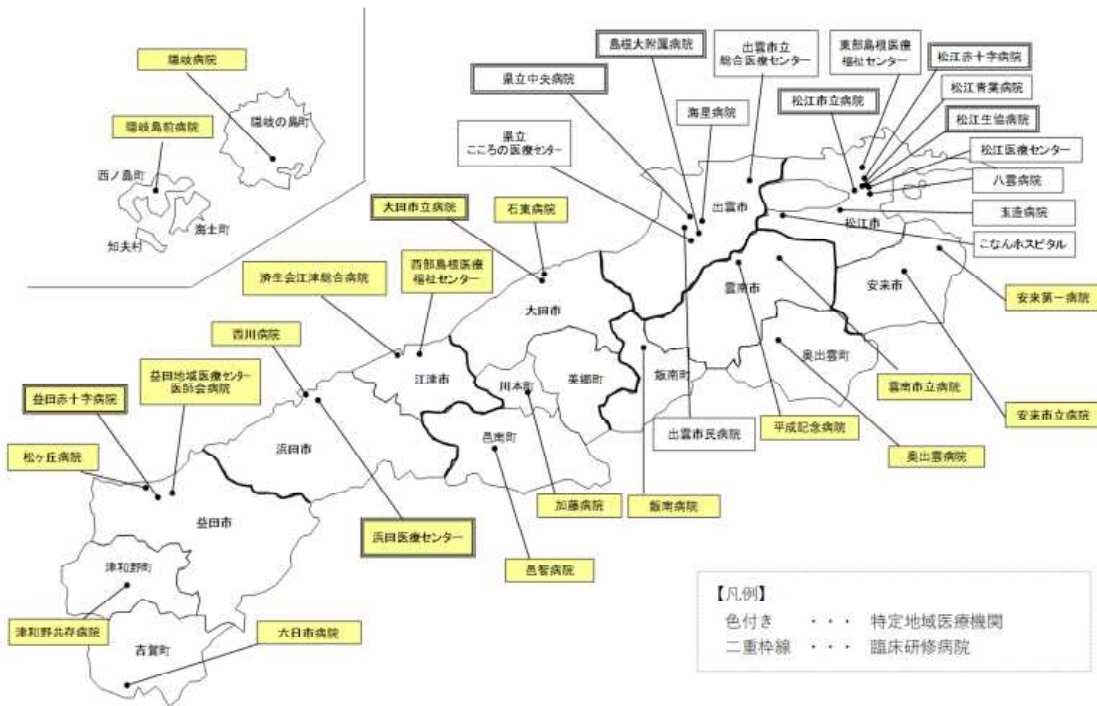 隠岐病院
隠岐島前病院
隠岐の島町
西ノ島町
海士町
知夫村
島根大附属病院
出雲市立
総合医療センター
東部島根医療
福祉センター
松江赤十字病院
県立中央病院
松江青葉病院
松江市立病院
海星病院
松江生協病院
県立
こころの医療センター
松江医療センター
八雲病院
玉造病院
こなんホスピタル
出雲市
松江市
大田市立病院
石東病院
済生会江津総合病院
西部島根医療
福祉センター
雲南市
安来市
安来第一病院
大田市
西川病院
益田地域医療センター
医師会病院
江津市
川本町
美郷町
飯南町
奥出雲町
雲南市立病院
益田赤十字病院
安来市立病院
浜田市
邑南町
出雲市民病院
平成記念病院
奥出雲病院
松ヶ丘病院
加藤病院
飯南病院
益田市
浜田医療センター
邑智病院
津和野町
津和野共存病院
六日市病院
吉賀町
【凡例】
色付き ・・・ 特定地域医療機関
二重枠線 ・・・ 臨床研修病院